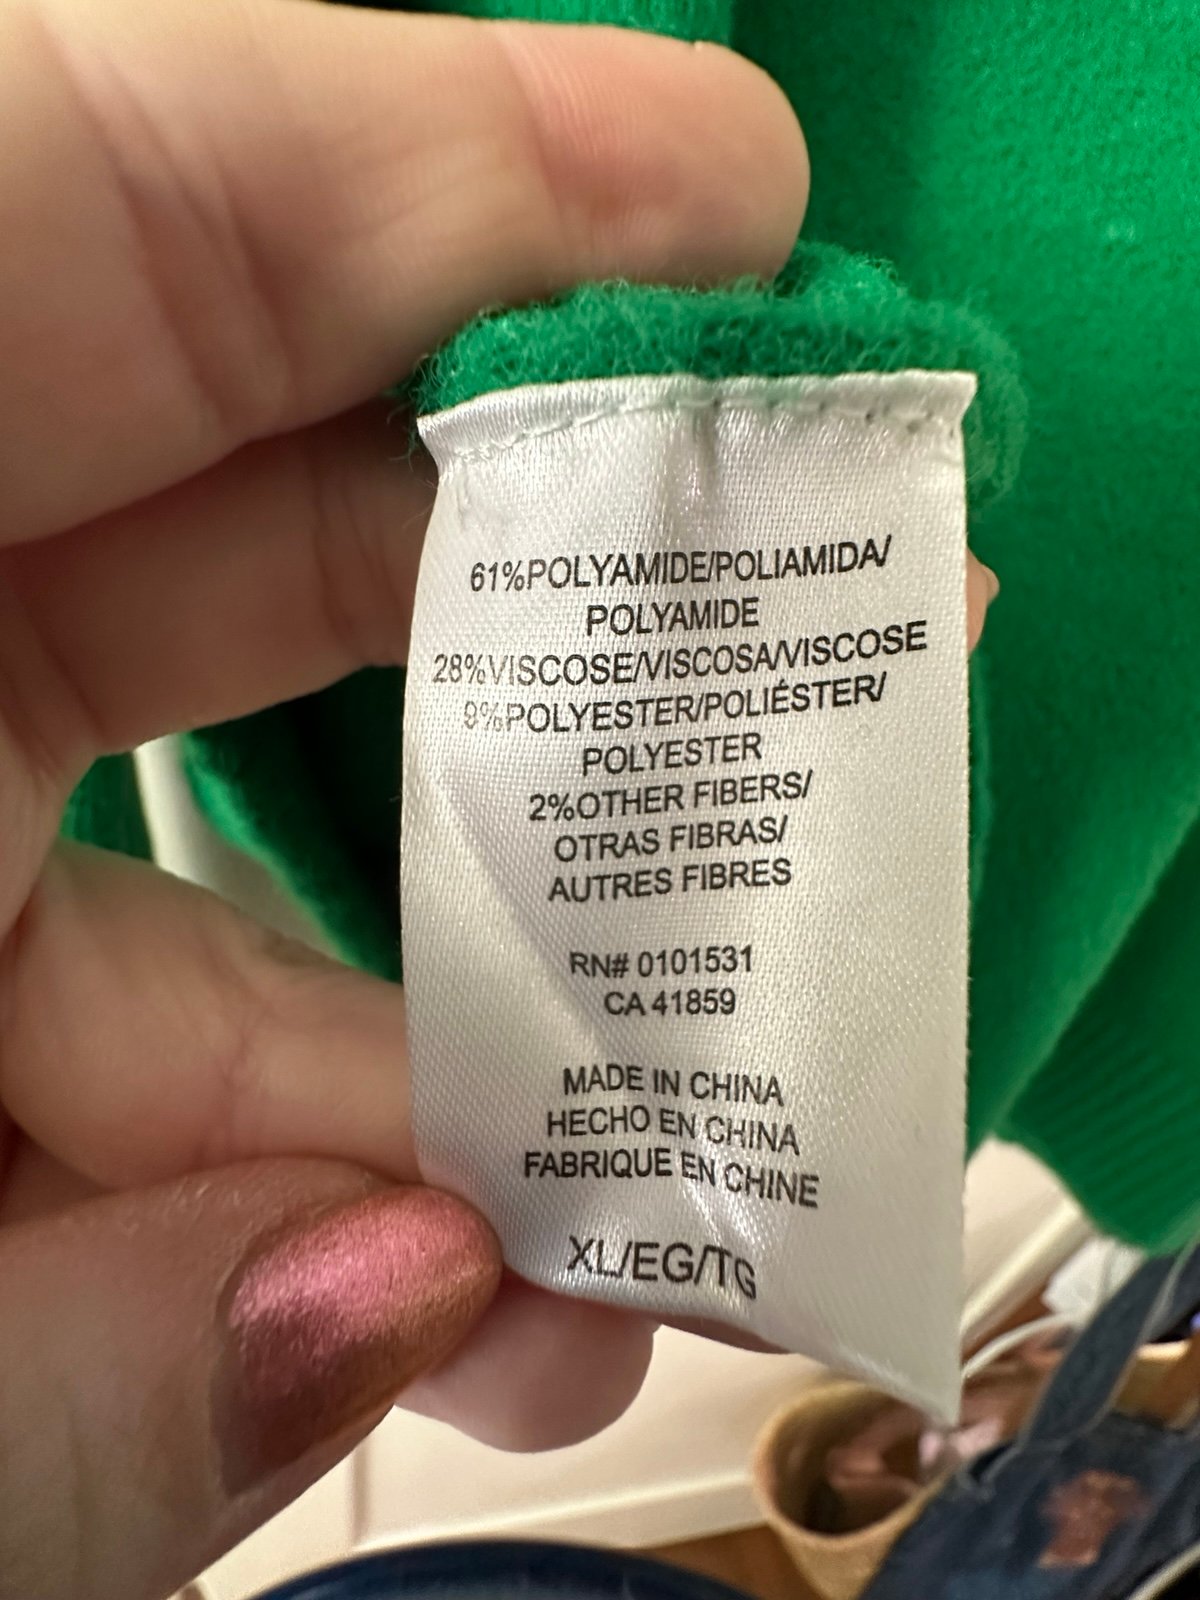 61%POLYAMIDE/POLIAMIDA/
POLYAMIDE
28%VISCOSE/VISCOSA/VISCOSE
9%POLYESTER/POLIÉSTER/
POLYESTER
2%OTHER FIBERS/
OTRAS FIBRAS/
AUTRES FIBRES
RN# 0101531
CA 41859
MADE IN CHINA
HECHO EN CHINA
FABRIQUE EN CHINE
XL/EG/TG